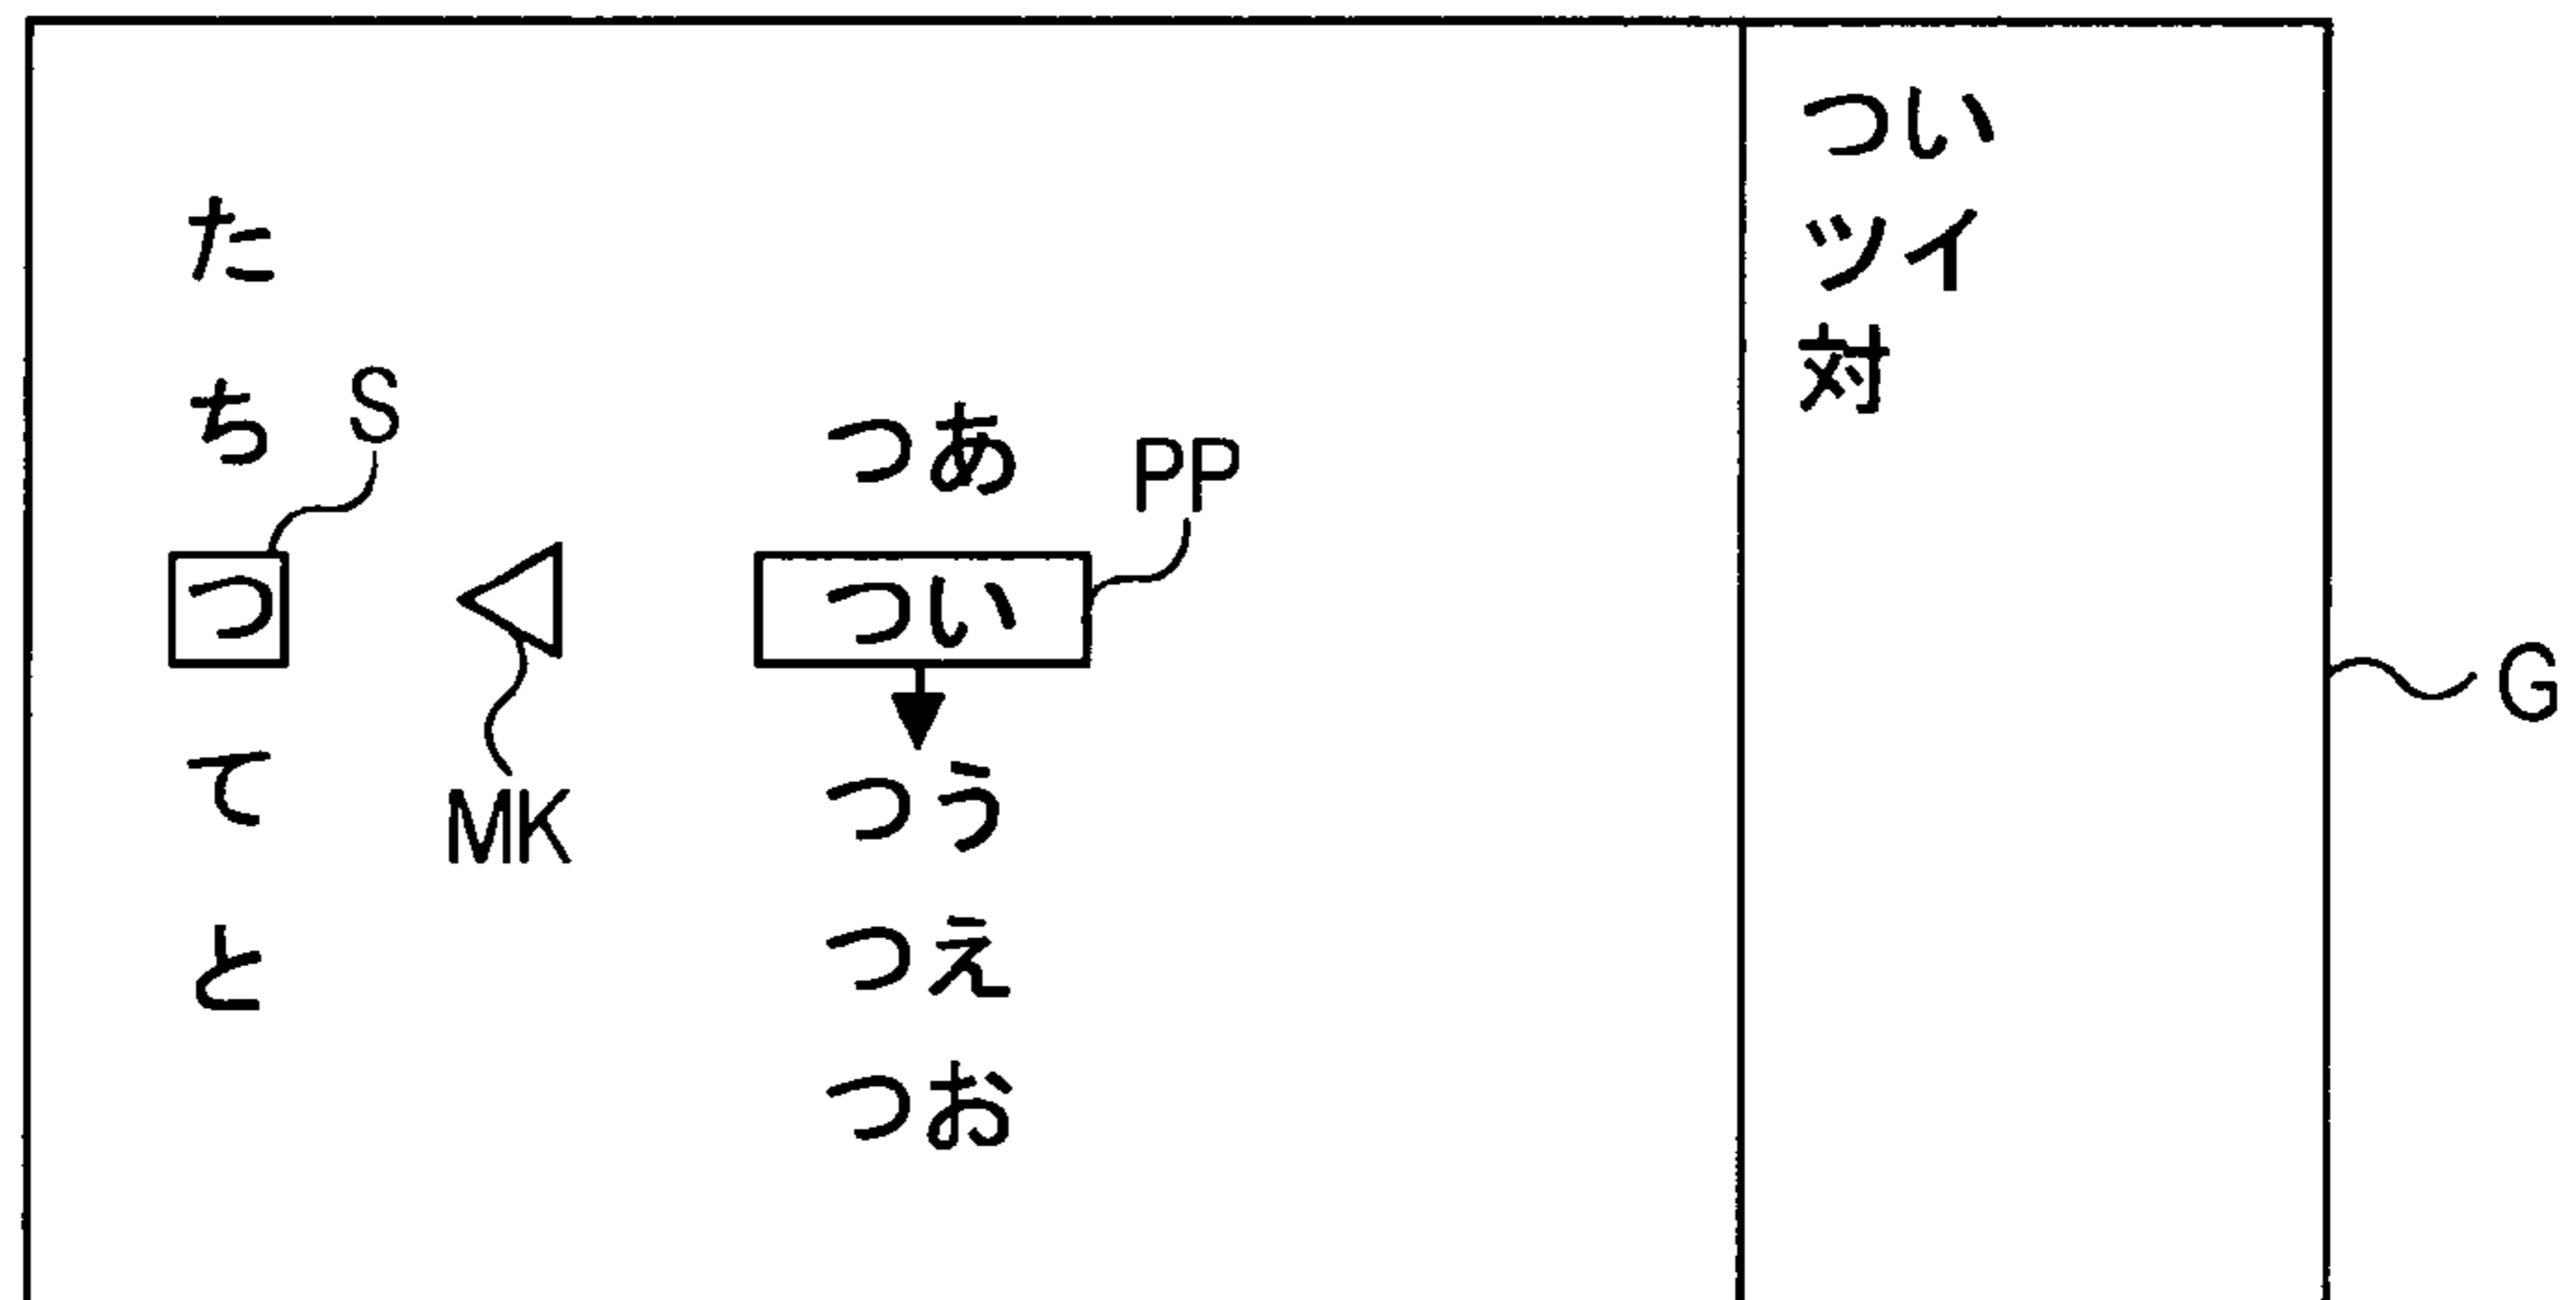 た
ち
つ
て
と
S
MK
つあ
つい
つう
つえ
つお
PP
つい
ツイ
対
G